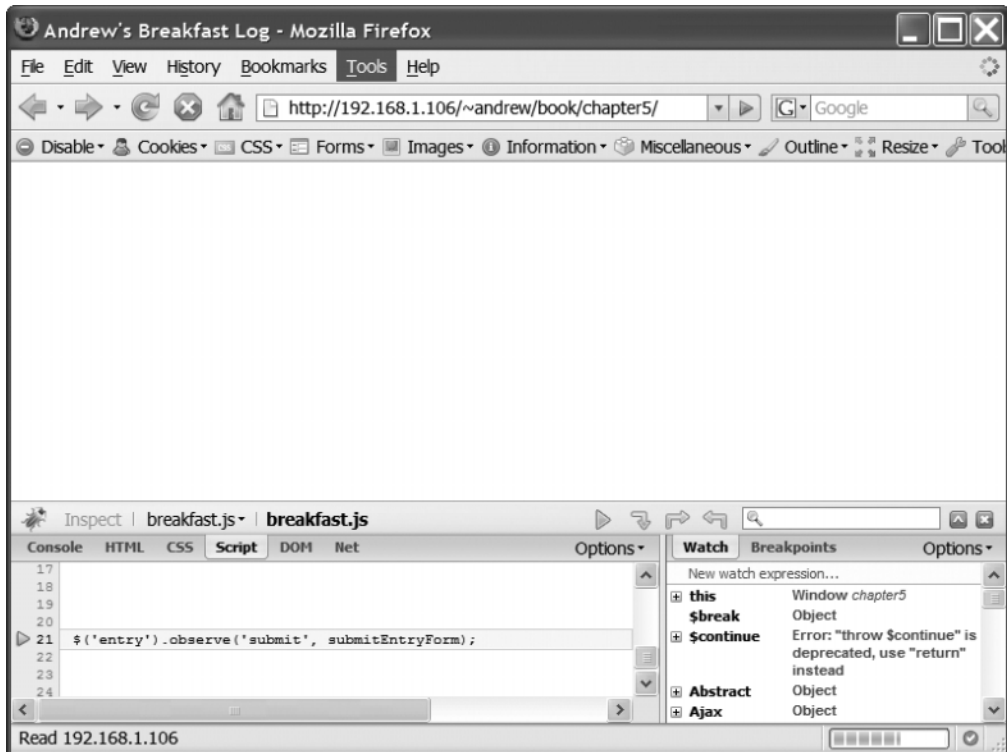 Andrew's Breakfast Log - Mozilla Firefox
File Edit View History Bookmarks Tools Help
http://192.168.1.106/~andrew/book/chapter5/ G Google
Disable Cookies CSS Forms Images Information Miscellaneous Outline Resize Tool
Inspect | breakfast.js | breakfast.js
Console HTML CSS Script DOM Net Options
Watch Breakpoints Options
17
18
19
20
21 $('entry').observe('submit', submitEntryForm);
22
23
24
New watch expression...
this Window chapter5
$break Object
$continue Error: "throw $continue" is
deprecated, use "return"
instead
Abstract Object
Ajax Object
Read 192.168.1.106